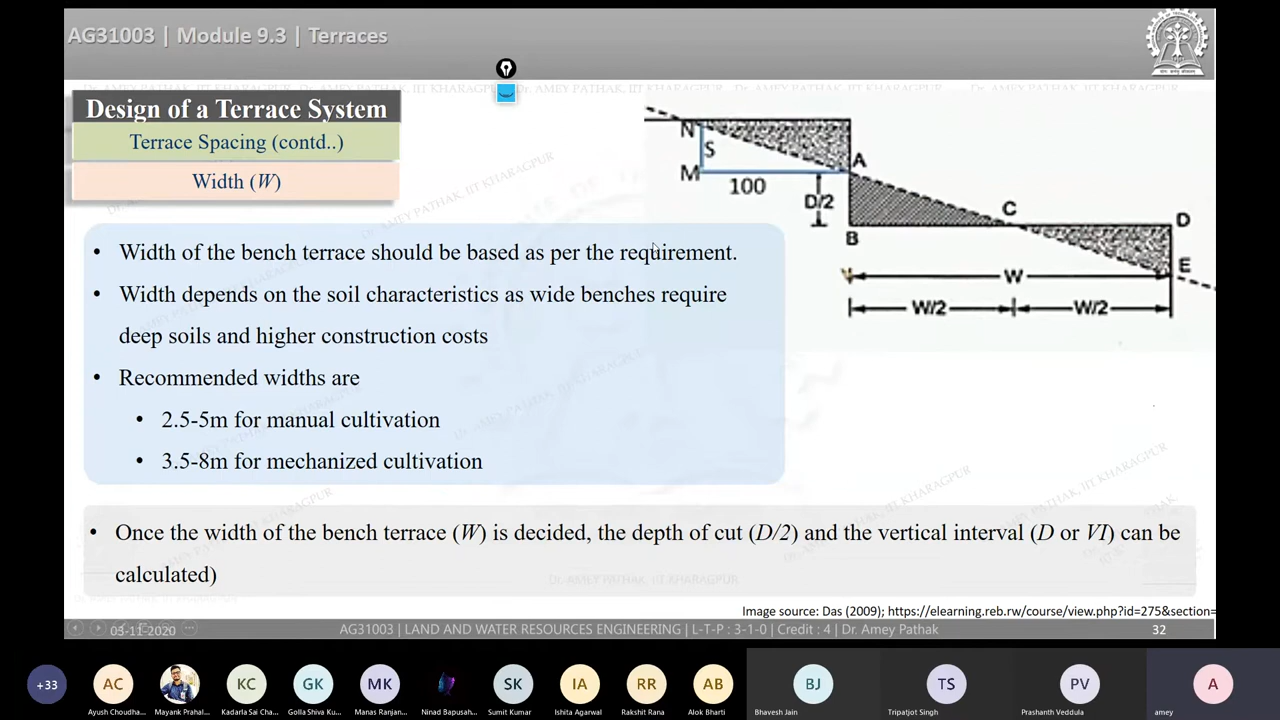 AG31003 | Module 9.3 | Terraces
Design of a Terrace System
Terrace Spacing (contd..)
Width (W)
• Width of the bench terrace should be based as per the requirement.
• Width depends on the soil characteristics as wide benches require
deep soils and higher construction costs
• Recommended widths are
• 2.5-5m for manual cultivation
• 3.5-8m for mechanized cultivation
N
S
M
100
A
D/2
B
C
D
E
W
W/2
W/2
• Once the width of the bench terrace (W) is decided, the depth of cut (D/2) and the vertical interval (D or VI) can be
calculated)
Image source: Das (2009); https://elearning.reb.rw/course/view.php?id=275&section=
03-11-2020
AG31003 | LAND AND WATER RESOURCES ENGINEERING | L-T-P : 3-1-0 | Credit : 4 | Dr. Amey Pathak
32
+33
AC
KC
GK
MK
SK
IA
RR
AB
BJ
TS
PV
A
Ayush Choudha...
Mayank Prahal...
Kadarla Sai Cha...
Golla Shiva Ku...
Manas Ranjan...
Ninad Bapusah...
Sumit Kumar
Ishita Agarwal
Rakshit Rana
Alok Bharti
Bhavesh Jain
Tripatjot Singh
Prashanth Veddula
amey